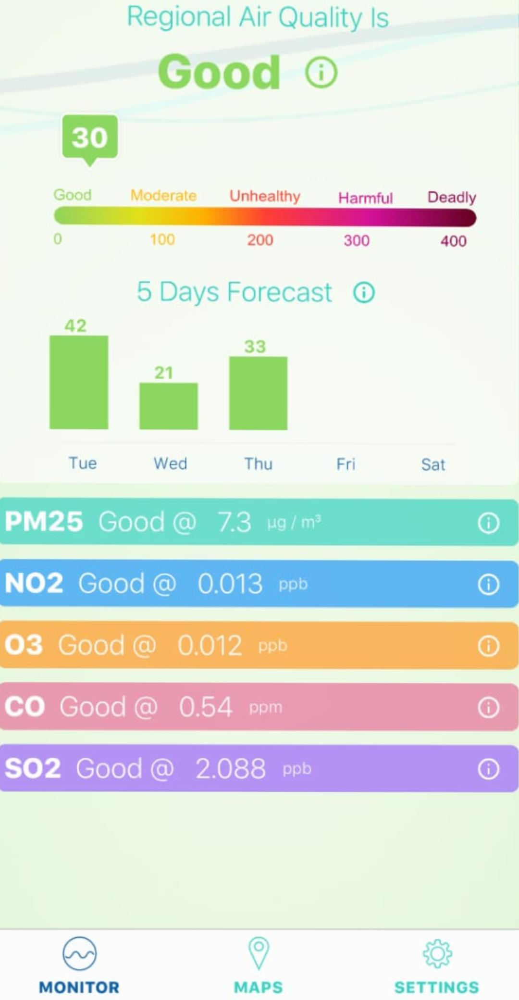 Regional Air Quality Is
Good
30
Good Moderate Unhealthy Harmful Deadly
0 100 200 300 400
5 Days Forecast
42
21
33
Tue Wed Thu Fri Sat
PM25 Good @ 7.3 µg / m³
NO2 Good @ 0.013 ppb
O3 Good @ 0.012 ppb
CO Good @ 0.54 ppm
SO2 Good @ 2.088 ppb
MONITOR MAPS SETTINGS